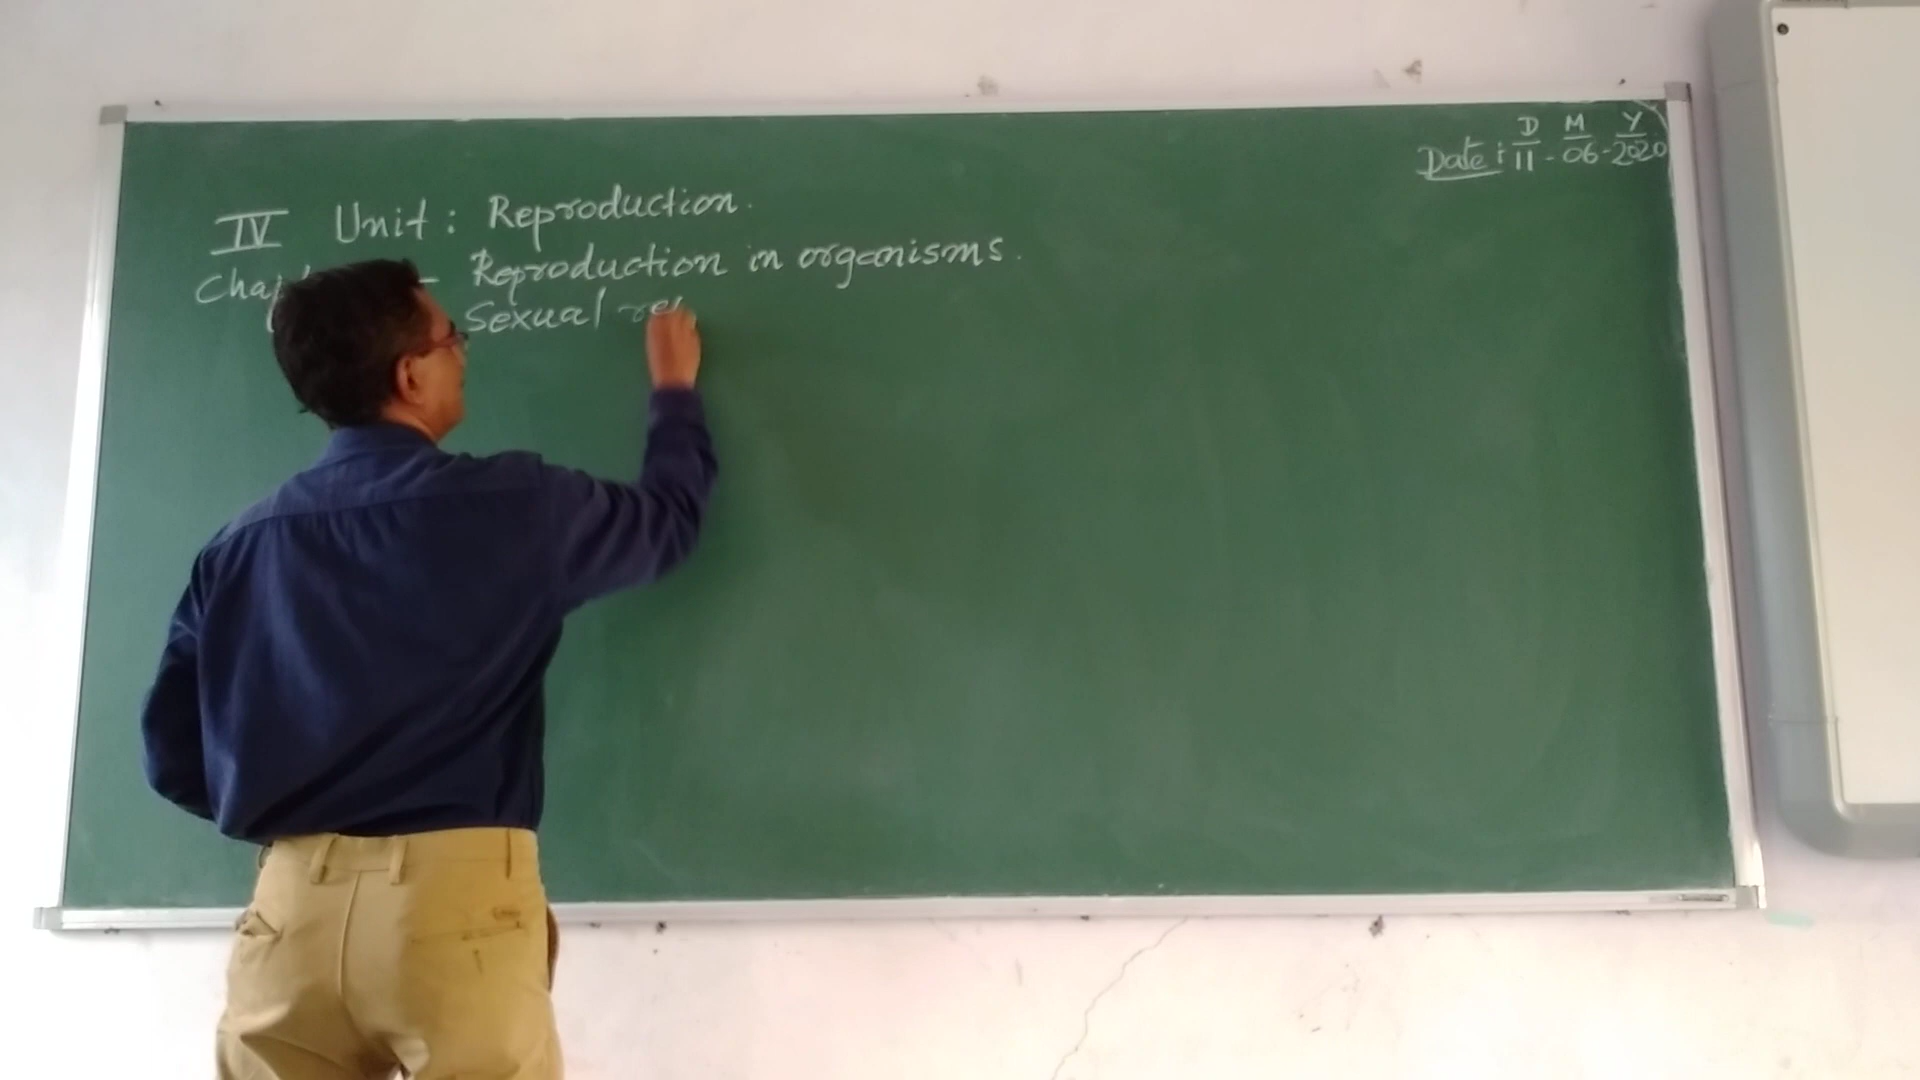 D M Y
Date: 11-06-2020
IV Unit: Reproduction.
- Reproduction in organisms.
Sexual